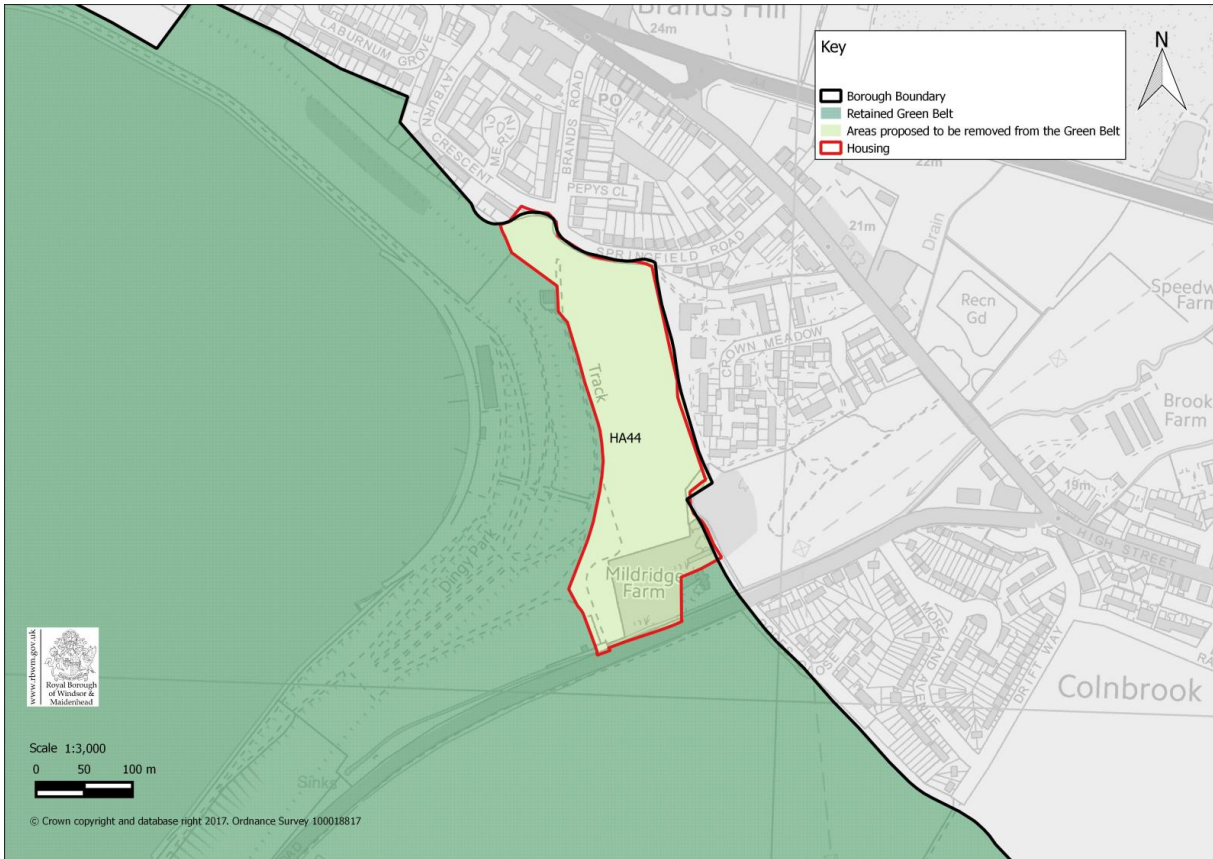 Brands Hill
24m
LABURNUM GROVE
LAYBURN CRESCENT
BRANDS ROAD
PO
A4
PEPYS CL
SPRINGFIELD ROAD
Key
Borough Boundary
Retained Green Belt
Areas proposed to be removed from the Green Belt
Housing
N
22m
21m
Drain
Recn
Gd
Speedw
Farm
CROWN MEADOW
Brook
Farm
19m
HIGH STREET
Track
HA44
Dingy Park
Mildridge
Farm
MORELAND AVENUE
DRIFT WAY
Colnbrook
Sinks
www.rbwm.gov.uk
Royal Borough
of Windsor &
Maidenhead
Scale 1:3,000
0 50 100 m
© Crown copyright and database right 2017. Ordnance Survey 100018817